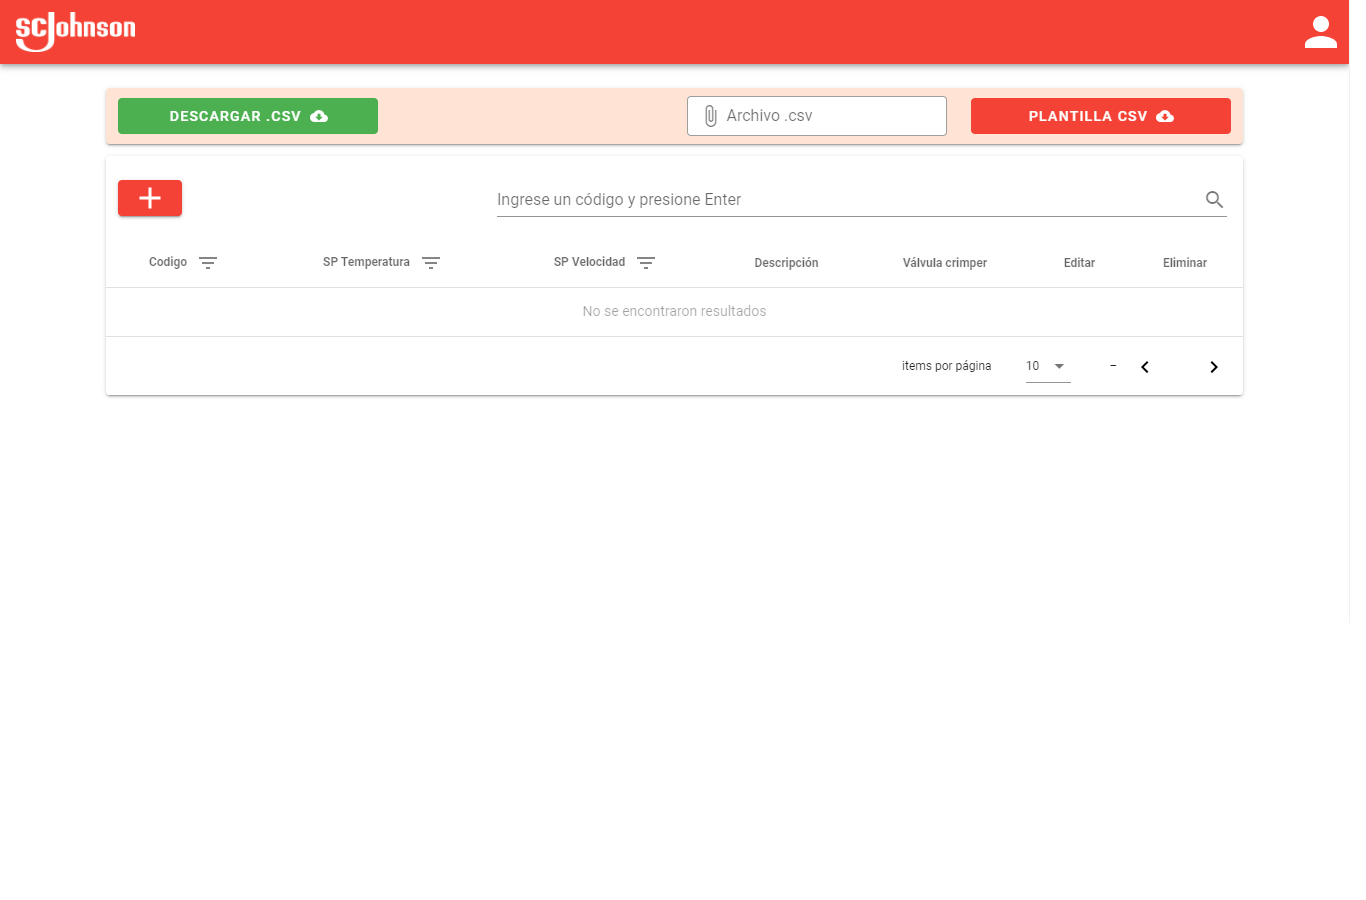 SCJohnson
DESCARGAR .CSV
Archivo .csv
PLANTILLA CSV
Ingrese un código y presione Enter
Codigo SP Temperatura SP Velocidad Descripción Válvula crimper Editar Eliminar
No se encontraron resultados
items por página 10 –